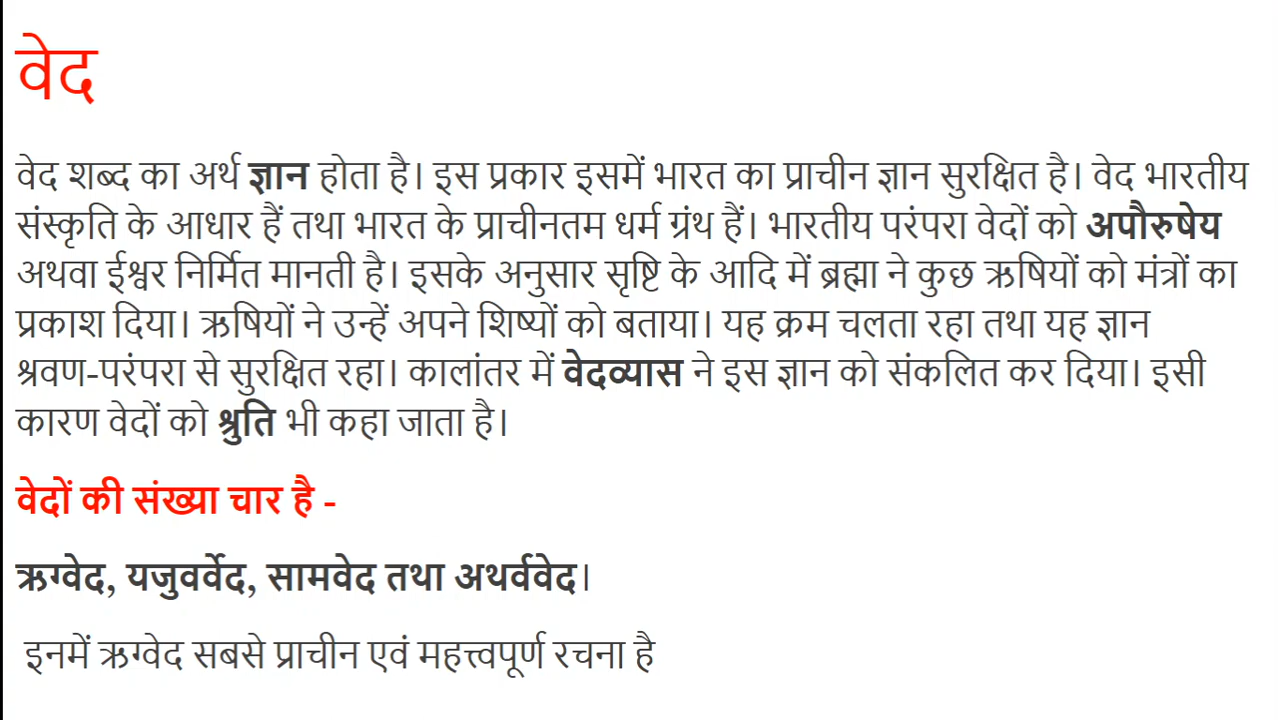 वेद
वेद शब्द का अर्थ ज्ञान होता है। इस प्रकार इसमें भारत का प्राचीन ज्ञान सुरक्षित है। वेद भारतीय
संस्कृति के आधार हैं तथा भारत के प्राचीनतम धर्म ग्रंथ हैं। भारतीय परंपरा वेदों को अपौरुषेय
अथवा ईश्वर निर्मित मानती है। इसके अनुसार सृष्टि के आदि में ब्रह्मा ने कुछ ऋषियों को मंत्रों का
प्रकाश दिया। ऋषियों ने उन्हें अपने शिष्यों को बताया। यह क्रम चलता रहा तथा यह ज्ञान
श्रवण-परंपरा से सुरक्षित रहा। कालांतर में वेदव्यास ने इस ज्ञान को संकलित कर दिया। इसी
कारण वेदों को श्रुति भी कहा जाता है।
वेदों की संख्या चार है -
ऋग्वेद, यजुवर्वेद, सामवेद तथा अथर्ववेद।
इनमें ऋग्वेद सबसे प्राचीन एवं महत्त्वपूर्ण रचना है